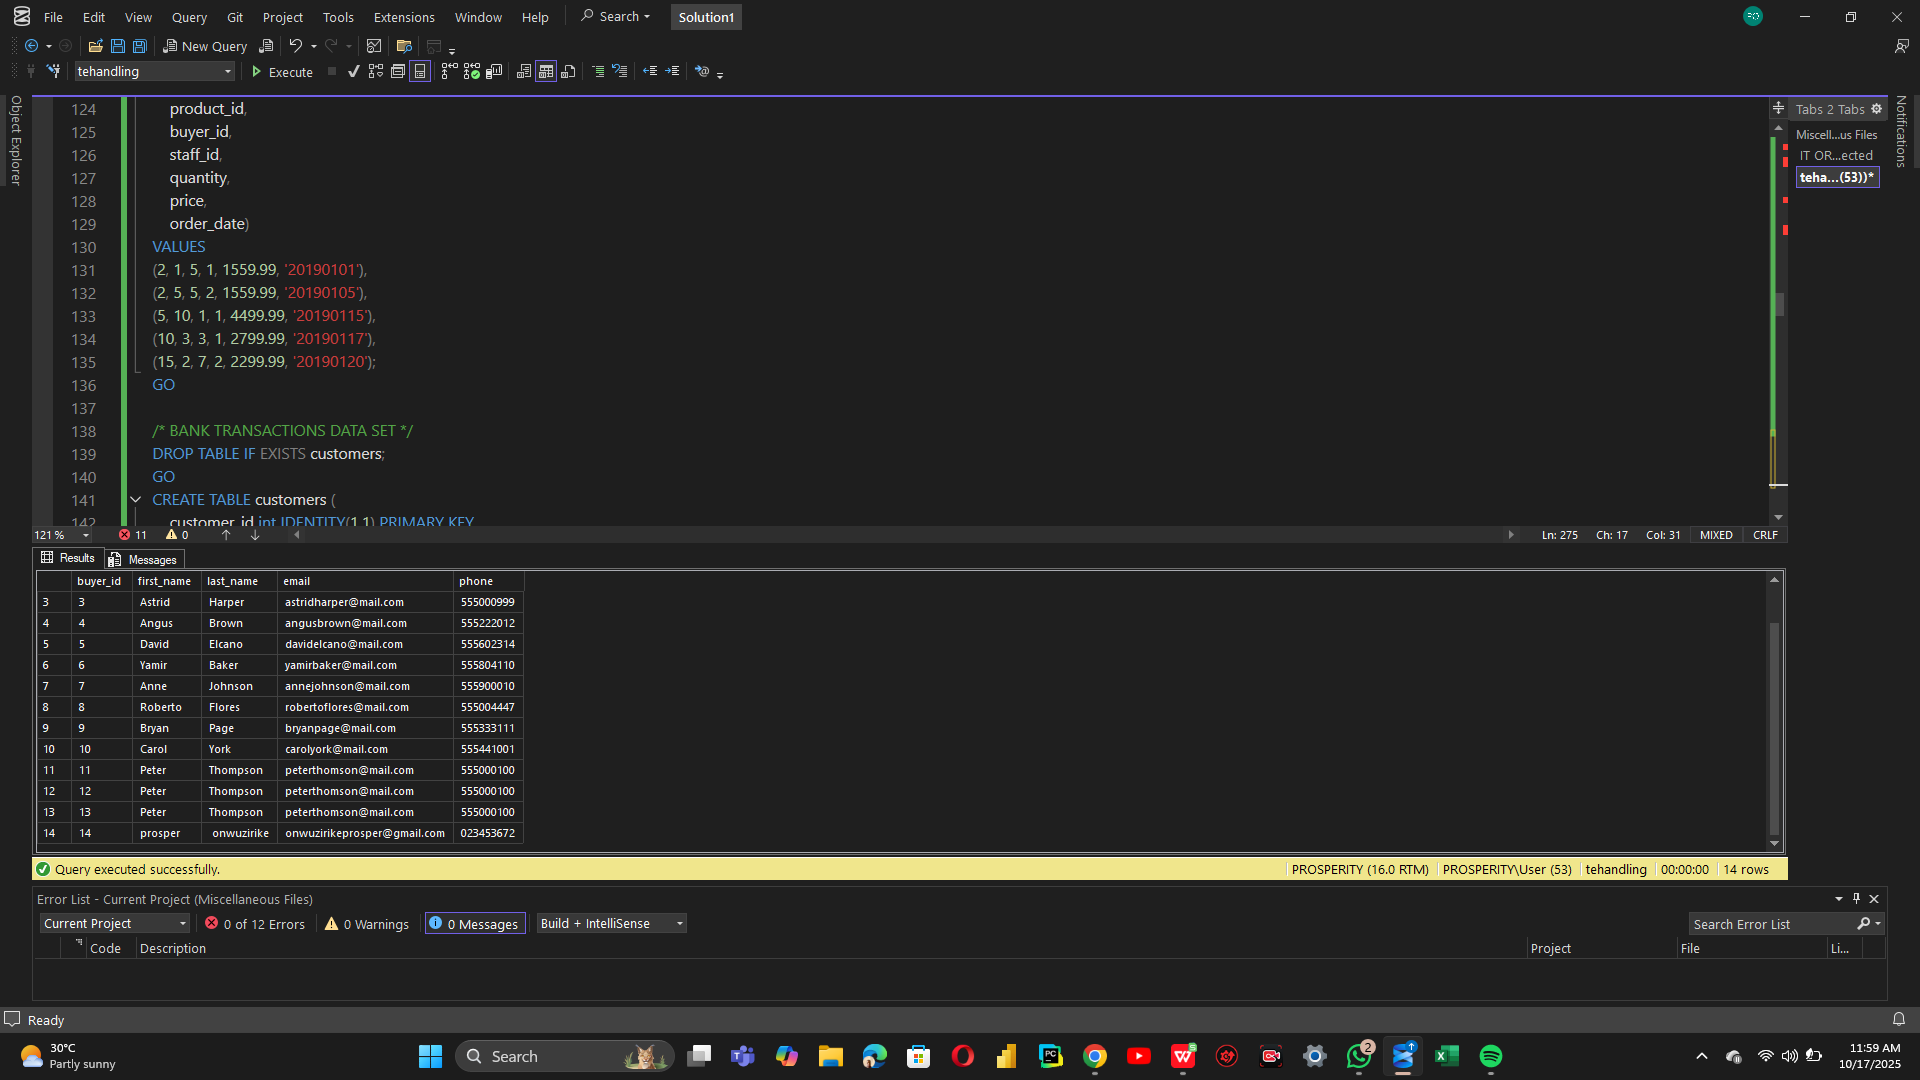 File Edit View Query Git Project Tools Extensions Window Help Search Solution1
New Query
tehandling Execute
Object Explorer
Notifications
Tabs 2 Tabs
Miscell...us Files
IT OR...ected
teha...(53))*
124 product_id,
125 buyer_id,
126 staff_id,
127 quantity,
128 price,
129 order_date)
130 VALUES
131 (2, 1, 5, 1, 1559.99, '20190101'),
132 (2, 5, 5, 2, 1559.99, '20190105'),
133 (5, 10, 1, 1, 4499.99, '20190115'),
134 (10, 3, 3, 1, 2799.99, '20190117'),
135 (15, 2, 7, 2, 2299.99, '20190120');
136 GO
137
138 /* BANK TRANSACTIONS DATA SET */
139 DROP TABLE IF EXISTS customers;
140 GO
141 CREATE TABLE customers (
142 customer_id int IDENTITY(1,1) PRIMARY KEY
121 % 11 0 Ln: 275 Ch: 17 Col: 31 MIXED CRLF
Results Messages
buyer_id first_name last_name email phone
3 3 Astrid Harper astridharper@mail.com 555000999
4 4 Angus Brown angusbrown@mail.com 555222012
5 5 David Elcano davidelcano@mail.com 555602314
6 6 Yamir Baker yamirbaker@mail.com 555804110
7 7 Anne Johnson annejohnson@mail.com 555900010
8 8 Roberto Flores robertoflores@mail.com 555004447
9 9 Bryan Page bryanpage@mail.com 555333111
10 10 Carol York carolyork@mail.com 555441001
11 11 Peter Thompson peterthomson@mail.com 555000100
12 12 Peter Thompson peterthomson@mail.com 555000100
13 13 Peter Thompson peterthomson@mail.com 555000100
14 14 prosper onwuzirike onwuzirikeprosper@gmail.com 023453672
Query executed successfully. PROSPERITY (16.0 RTM) PROSPERITY\User (53) tehandling 00:00:00 14 rows
Error List - Current Project (Miscellaneous Files)
Current Project 0 of 12 Errors 0 Warnings 0 Messages Build + IntelliSense Search Error List
Code Description Project File Li...
Ready
30°C
Partly sunny
Search
2
11:59 AM
10/17/2025